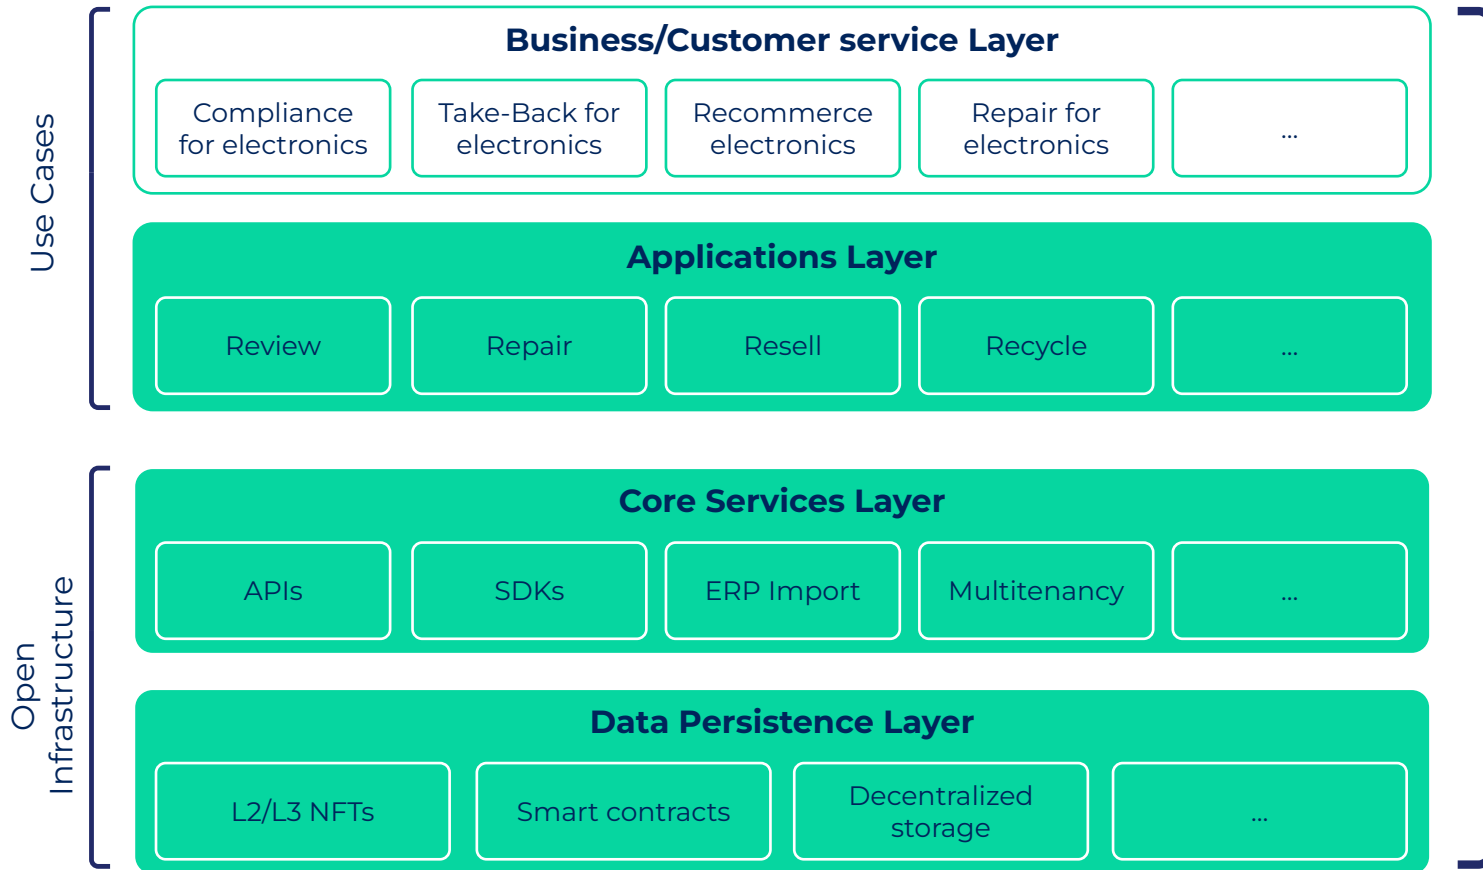 Use Cases
Business/Customer service Layer
Compliance
for electronics
Take-Back for
electronics
Recommerce
electronics
Repair for
electronics
...
Applications Layer
Review
Repair
Resell
Recycle
...
Open
Infrastructure
Core Services Layer
APIs
SDKs
ERP Import
Multitenancy
...
Data Persistence Layer
L2/L3 NFTs
Smart contracts
Decentralized
storage
...